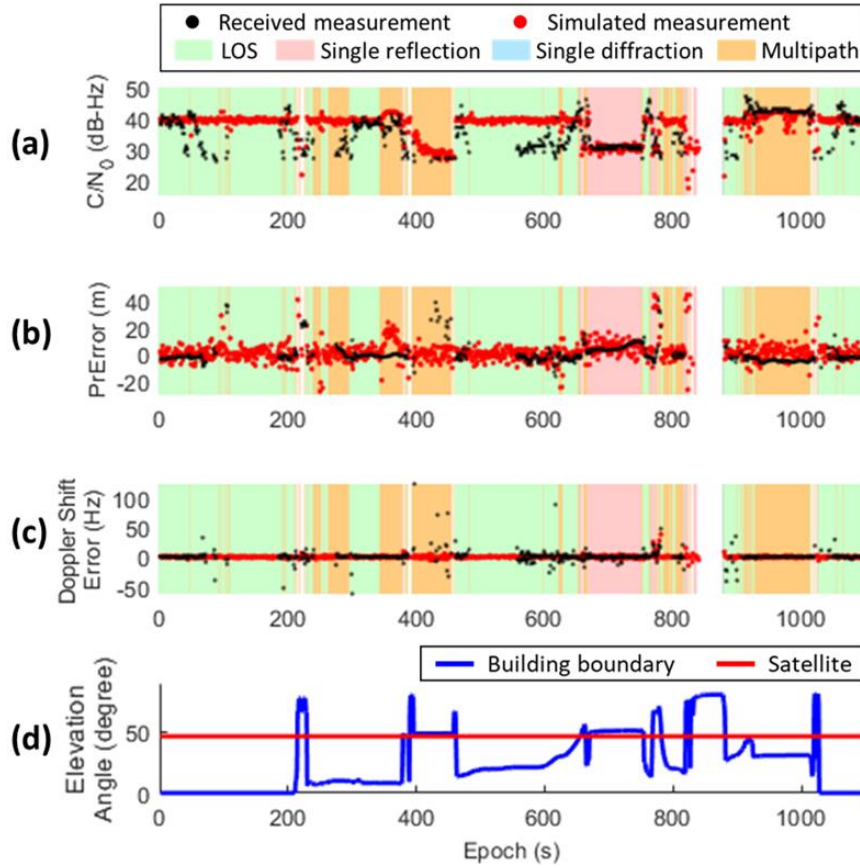 Received measurement Simulated measurement
LOS Single reflection Single diffraction Multipath
(a)
C/N0 (dB-Hz)
50
40
30
20
0 200 400 600 800 1000
(b)
PrError (m)
40
20
0
-20
0 200 400 600 800 1000
(c)
Doppler Shift
Error (Hz)
100
50
0
-50
0 200 400 600 800 1000
Building boundary Satellite
(d)
Elevation
Angle (degree)
50
0
0 200 400 600 800 1000
Epoch (s)